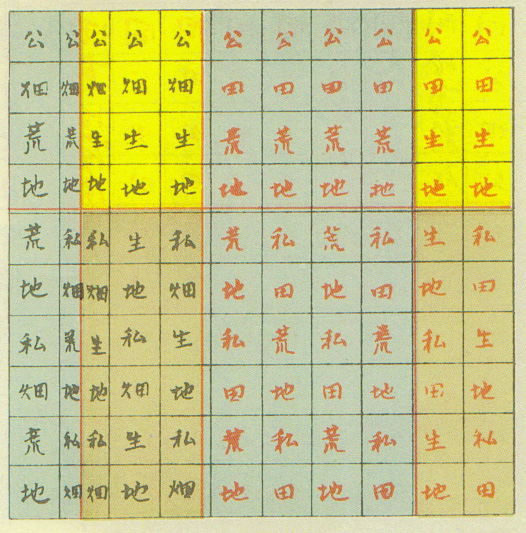 公 公 公 公 公 公 公 公 公 公 公
畑 畑 畑 畑 畑 田 田 田 田 田 田
荒 荒 生 生 生 荒 荒 荒 荒 生 生
地 地 地 地 地 地 地 地 地 地 地
荒 私 私 生 私 荒 私 荒 私 生 私
地 畑 畑 地 畑 地 田 地 田 地 田
私 荒 生 私 生 私 荒 私 荒 私 生
畑 地 地 畑 地 田 地 田 地 田 地
荒 私 私 生 私 荒 私 荒 私 生 私
地 畑 畑 地 畑 地 田 地 田 地 田